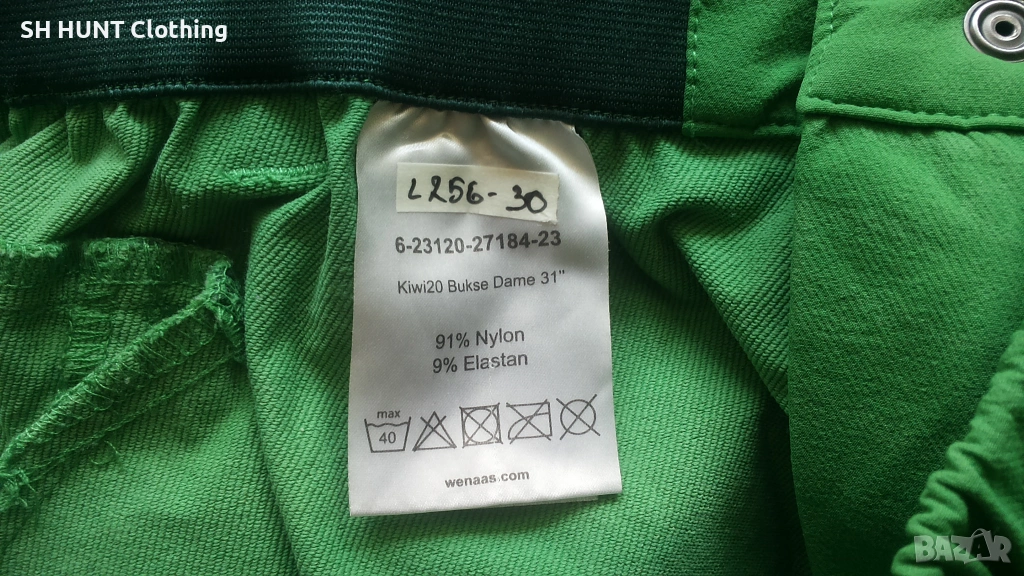 SH HUNT Clothing
L256-30
6-23120-27184-23
Kiwi20 Bukse Dame 31"
91% Nylon
9% Elastan
max
40
wenaas.com
BAZAR